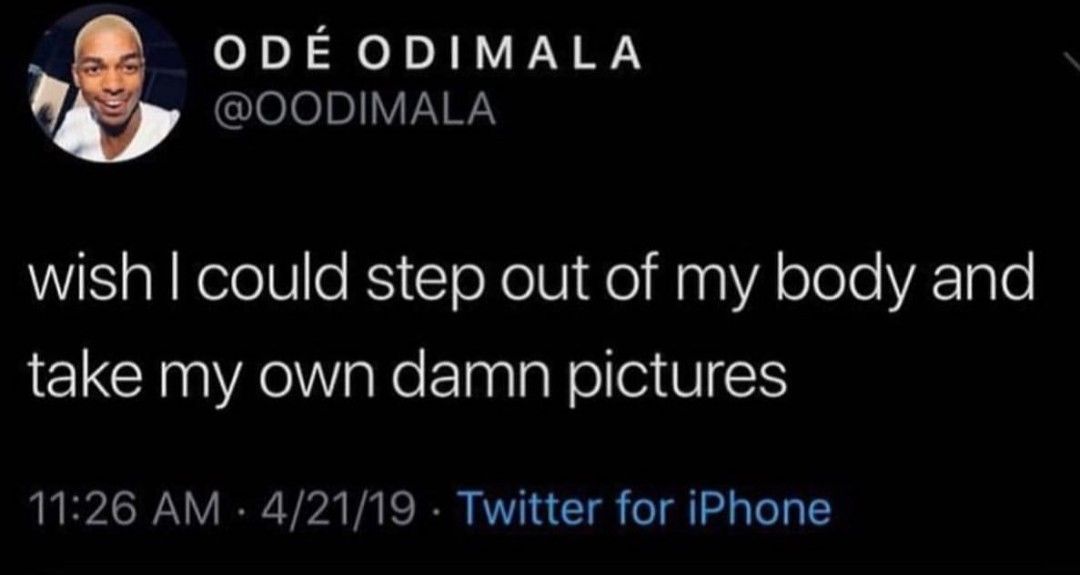 ODÉ ODIMALA
@OODIMALA
wish I could step out of my body and
take my own damn pictures
11:26 AM · 4/21/19 · Twitter for iPhone